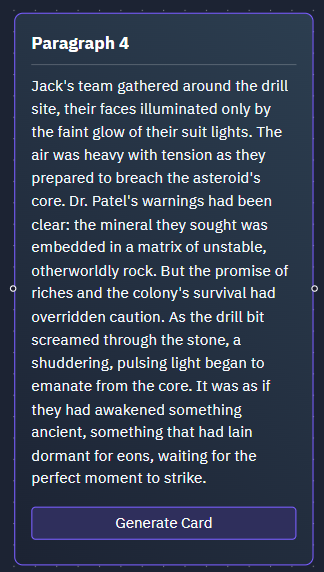 Paragraph 4
Jack's team gathered around the drill
site, their faces illuminated only by
the faint glow of their suit lights. The
air was heavy with tension as they
prepared to breach the asteroid's
core. Dr. Patel's warnings had been
clear: the mineral they sought was
embedded in a matrix of unstable,
otherworldly rock. But the promise of
riches and the colony's survival had
overridden caution. As the drill bit
screamed through the stone, a
shuddering, pulsing light began to
emanate from the core. It was as if
they had awakened something
ancient, something that had lain
dormant for eons, waiting for the
perfect moment to strike.
Generate Card